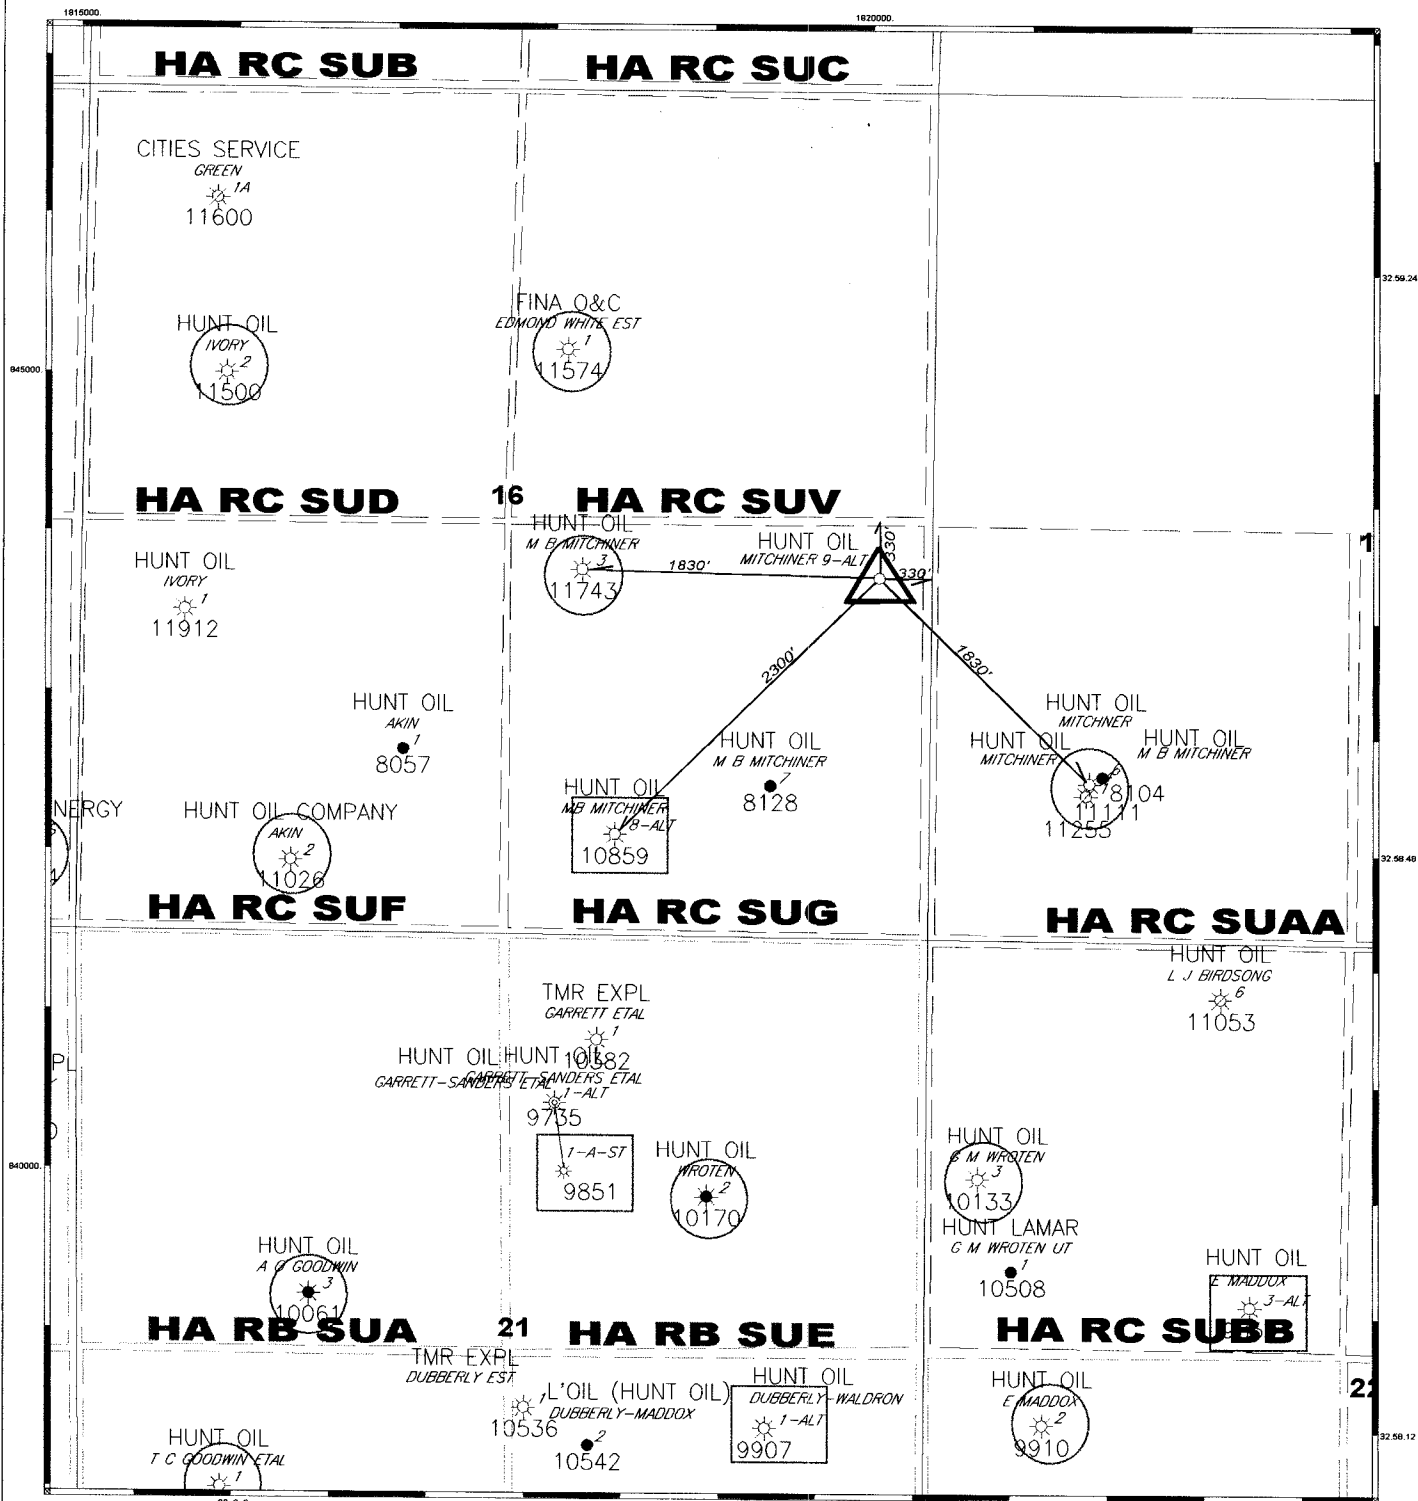 1815000.
1820000.
HA RC SUB
HA RC SUC
CITIES SERVICE
GREEN
1A
11600
32.59.24
FINA O&C
EDMOND WHITE EST
1
11574
HUNT OIL
IVORY
2
11500
845000.
HA RC SUD
16
HA RC SUV
HUNT OIL
M B MITCHINER
3
11743
1830'
HUNT OIL
MITCHINER 9-ALT
330'
330'
1
HUNT OIL
IVORY
1
11912
2300'
1830'
HUNT OIL
AKIN
1
8057
HUNT OIL
M B MITCHINER
7
8128
HUNT OIL
MITCHNER
HUNT OIL
MITCHINER
HUNT OIL
M B MITCHINER
6
8104
11111
11255
HUNT OIL
MB MITCHINER
8-ALT
10859
NERGY
HUNT OIL COMPANY
AKIN
2
11026
32.58.48
HA RC SUF
HA RC SUG
HA RC SUAA
HUNT OIL
L J BIRDSONG
6
11053
TMR EXPL
GARRETT ETAL
1
10382
HUNT OIL
GARRETT-SANDERS ETAL
HUNT OIL
GARRETT-SANDERS ETAL
1-ALT
9735
PL
1-A-ST
9851
HUNT OIL
WROTEN
2
10170
HUNT OIL
G M WROTEN
3
10133
840000.
HUNT LAMAR
G M WROTEN UT
1
10508
HUNT OIL
A G GOODWIN
3
10061
HUNT OIL
E MADDOX
3-ALT
HA RB SUA
21
HA RB SUE
HA RC SUBB
TMR EXPL
DUBBERLY EST
1
10536
L'OIL (HUNT OIL)
DUBBERLY-MADDOX
2
10542
HUNT OIL
DUBBERLY-WALDRON
1-ALT
9907
HUNT OIL
E MADDOX
2
9910
22
32.58.12
HUNT OIL
T C GOODWIN ETAL
1